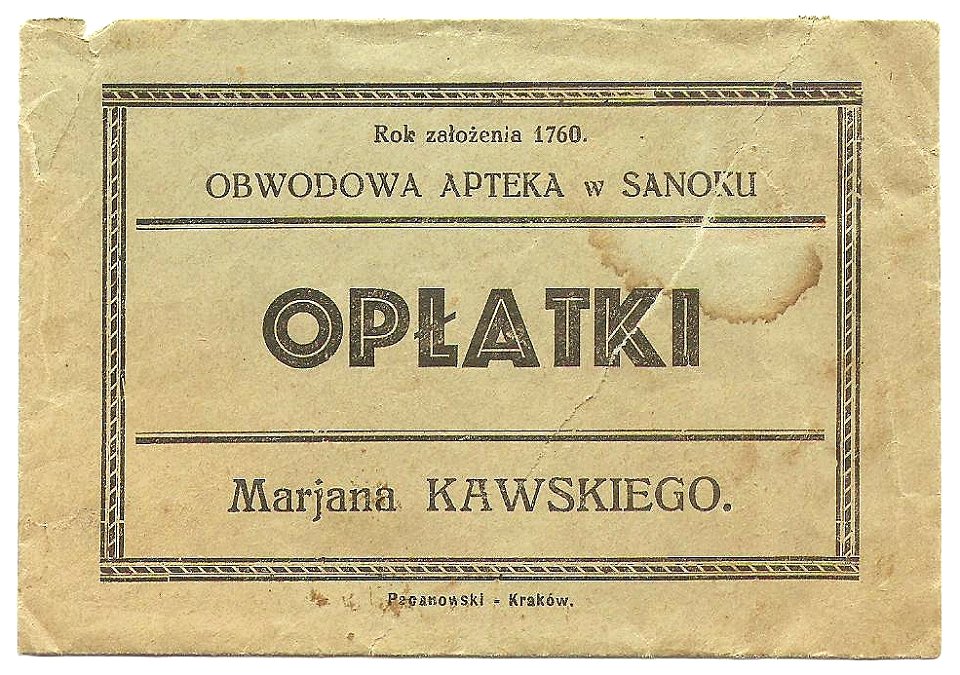 Rok założenia 1760.
OBWODOWA APTEKA w SANOKU
OPŁATKI
Marjana KAWSKIEGO.
Paganowski - Kraków.